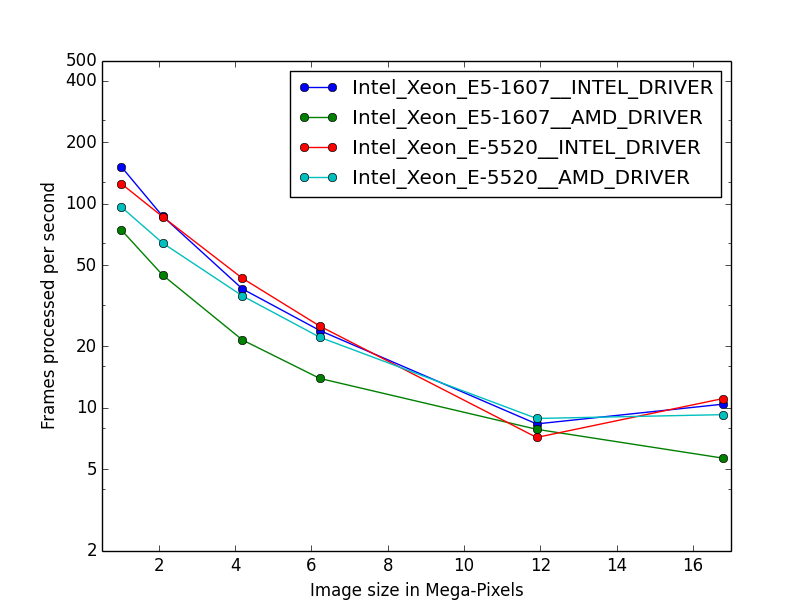 500
400
200
100
50
20
10
5
2
Frames processed per second
Intel_Xeon_E5-1607__INTEL_DRIVER
Intel_Xeon_E5-1607__AMD_DRIVER
Intel_Xeon_E-5520__INTEL_DRIVER
Intel_Xeon_E-5520__AMD_DRIVER
2 4 6 8 10 12 14 16
Image size in Mega-Pixels